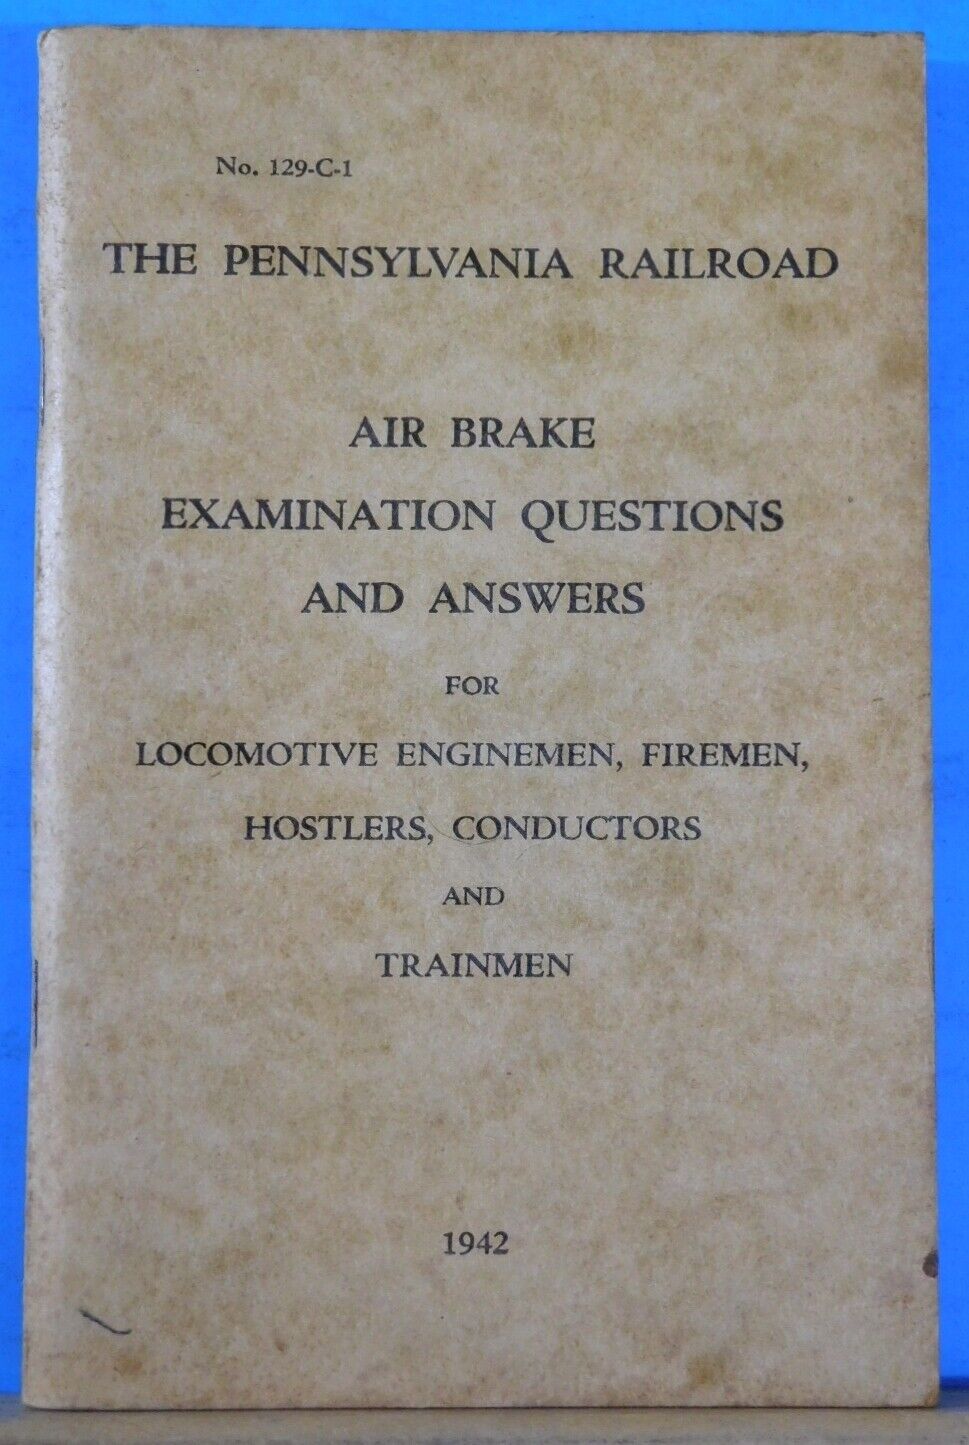 No. 129-C-1
THE PENNSYLVANIA RAILROAD
AIR BRAKE
EXAMINATION QUESTIONS
AND ANSWERS
FOR
LOCOMOTIVE ENGINEMEN, FIREMEN,
HOSTLERS, CONDUCTORS
AND
TRAINMEN
1942